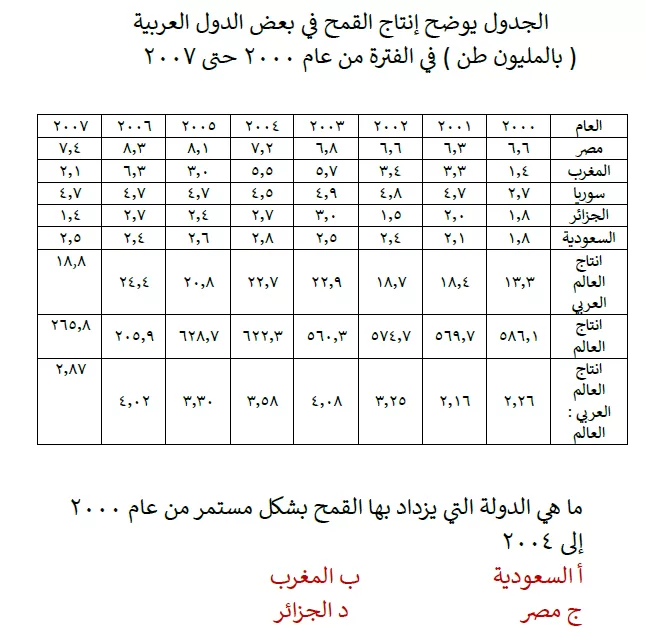 الجدول يوضح إنتاج القمح في بعض الدول العربية
( بالمليون طن ) في الفترة من عام ٢٠٠٠ حتى ٢٠٠٧
العام ٢٠٠٠ ٢٠٠١ ٢٠٠٢ ٢٠٠٣ ٢٠٠٤ ٢٠٠٥ ٢٠٠٦ ٢٠٠٧
مصر ٦,٦ ٦,٣ ٦,٦ ٦,٨ ٧,٢ ٨,١ ٨,٣ ٧,٤
المغرب ١,٤ ٣,٣ ٣,٤ ٥,٧ ٥,٥ ٣,٠ ٦,٣ ٢,١
سوريا ٢,٧ ٤,٧ ٤,٨ ٤,٩ ٤,٥ ٤,٧ ٤,٧ ٤,٧
الجزائر ١,٨ ٢,٠ ١,٥ ٣,٠ ٢,٧ ٢,٤ ٢,٧ ١,٤
السعودية ١,٨ ٢,١ ٢,٤ ٢,٥ ٢,٨ ٢,٦ ٢,٤ ٢,٥
انتاج
العالم
العربي
١٣,٣ ١٨,٤ ١٨,٧ ٢٢,٩ ٢٢,٧ ٢٠,٨ ٢٤,٤ ١٨,٨
انتاج
العالم
٥٨٦,١ ٥٦٩,٧ ٥٧٤,٧ ٥٦٠,٣ ٦٢٢,٣ ٦٢٨,٧ ٢٠٥,٩ ٢٦٥,٨
انتاج
العالم
العربي :
العالم
٢,٢٦ ٢,١٦ ٣,٢٥ ٤,٠٨ ٣,٥٨ ٣,٣٠ ٤,٠٢ ٢,٨٧
ما هي الدولة التي يزداد بها القمح بشكل مستمر من عام ٢٠٠٠
إلى ٢٠٠٤
أ السعودية ب المغرب
ج مصر د الجزائر